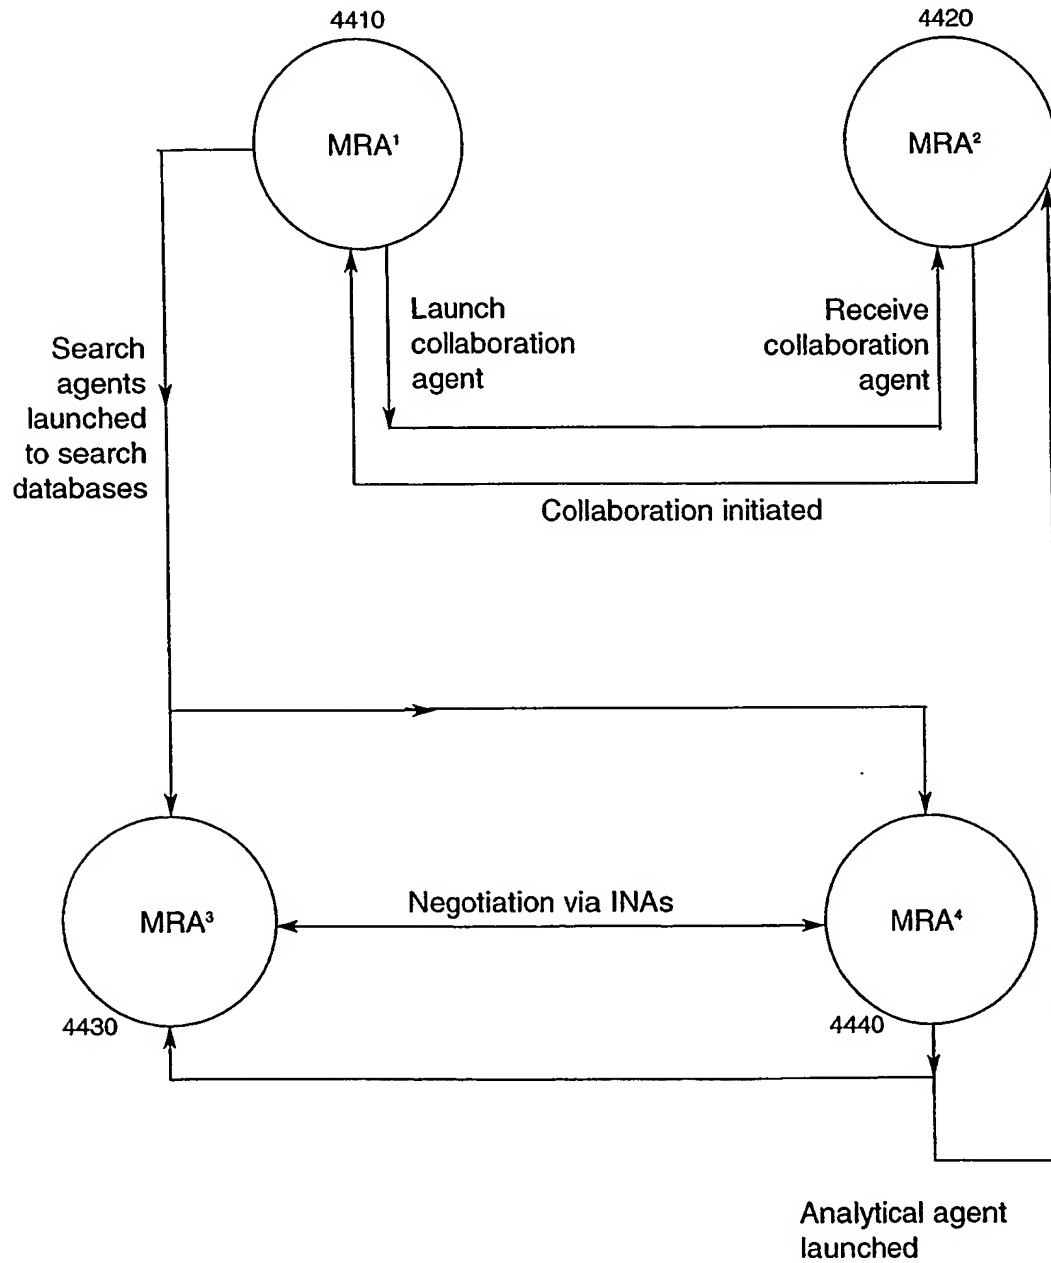 4410
4420
MRA¹
MRA²
Launch
collaboration
agent
Receive
collaboration
agent
Search
agents
launched
to search
databases
Collaboration initiated
Negotiation via INAs
MRA³
MRA⁴
4430
4440
Analytical agent
launched